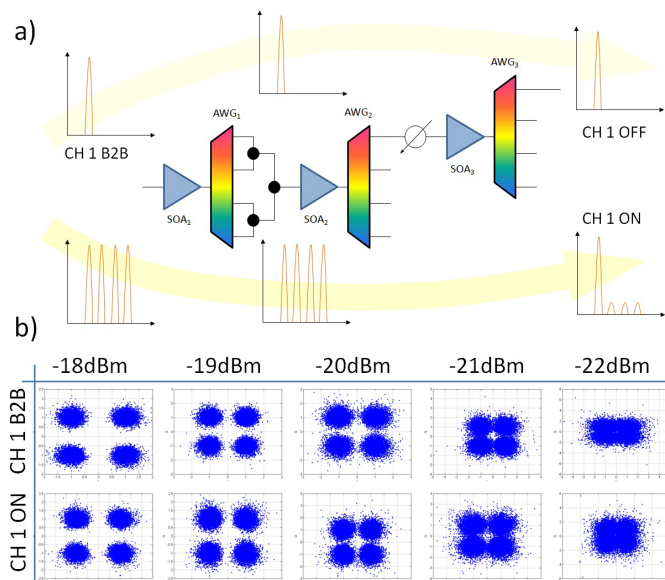 a)
AWG3
AWG1
AWG2
CH 1 B2B
CH 1 OFF
SOA3
SOA1
SOA2
CH 1 ON
b)
-18dBm -19dBm -20dBm -21dBm -22dBm
CH 1 B2B
CH 1 ON